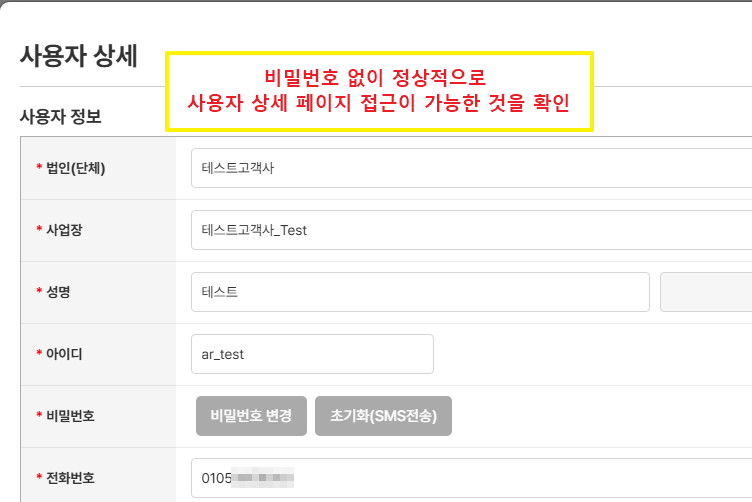 사용자 상세
비밀번호 없이 정상적으로
사용자 상세 페이지 접근이 가능한 것을 확인
사용자 정보
* 법인(단체) 테스트고객사
* 사업장 테스트고객사_Test
* 성명 테스트
* 아이디 ar_test
* 비밀번호 비밀번호 변경 초기화(SMS전송)
* 전화번호 0105